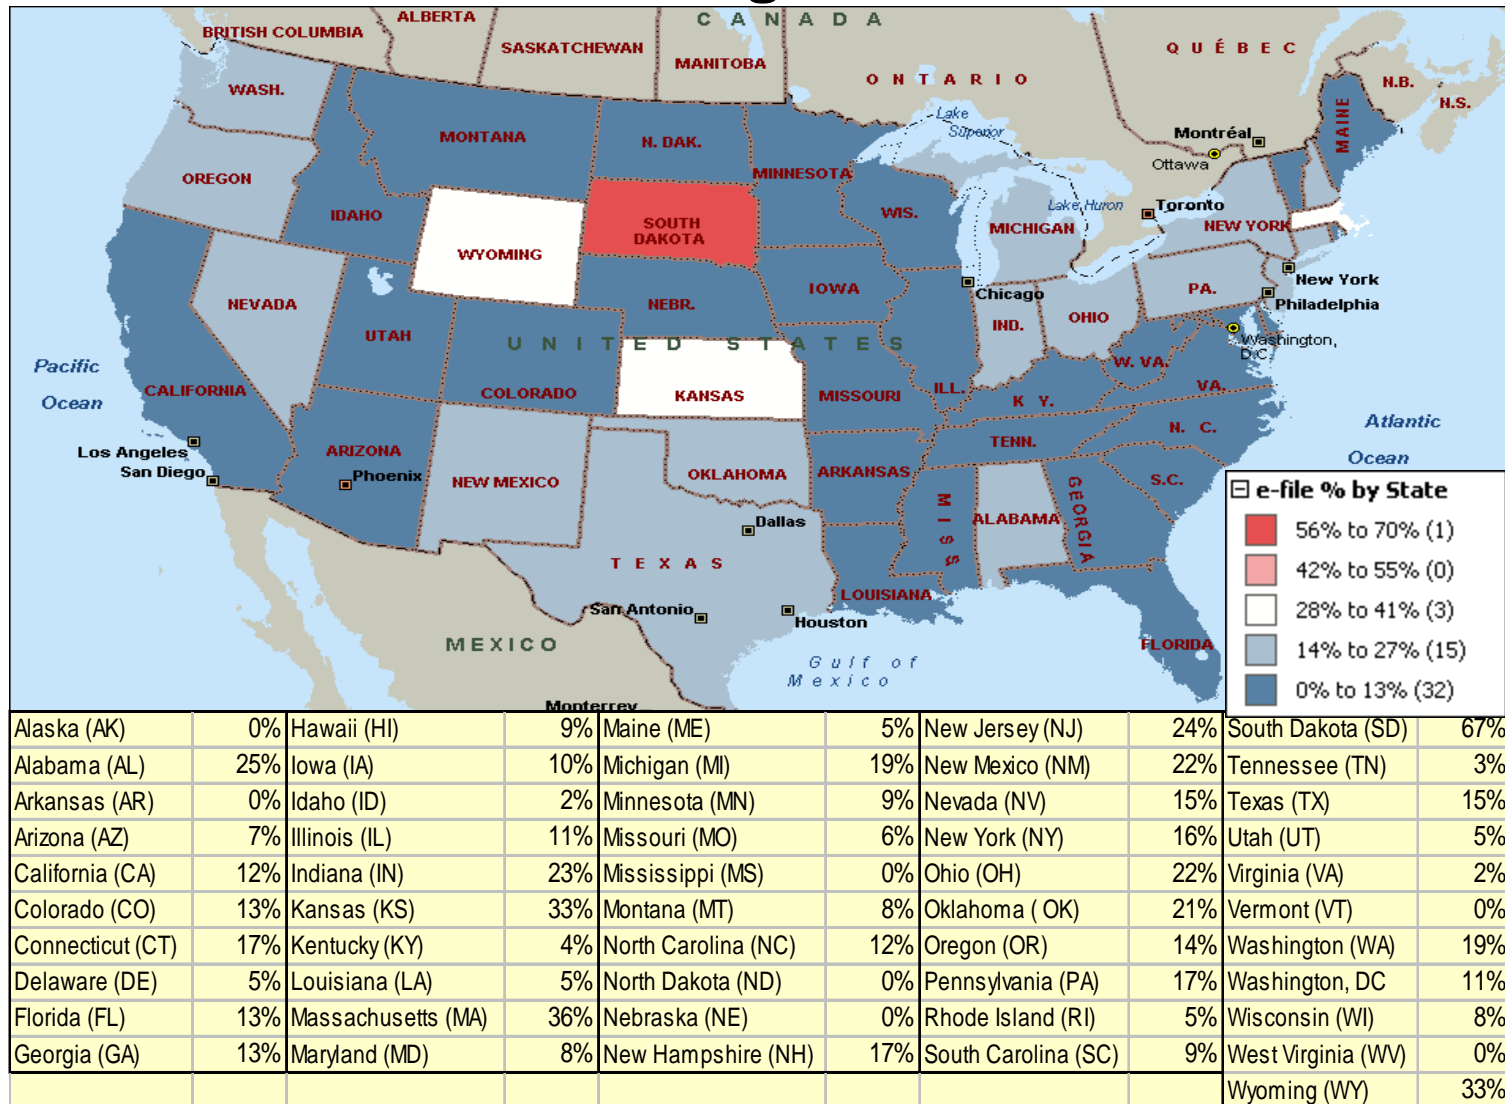 CANADA
ALBERTA
BRITISH COLUMBIA
SASKATCHEWAN
MANITOBA
ONTARIO
QUÉBEC
N.B.
N.S.
WASH.
MONTANA
N. DAK.
Lake
Superior
Montréal
Ottawa
MAINE
OREGON
IDAHO
MINNESOTA
WIS.
Lake Huron
Toronto
SOUTH
DAKOTA
WYOMING
MICHIGAN
NEW YORK
NEVADA
UTAH
NEBR.
IOWA
Chicago
PA.
New York
Philadelphia
IND.
OHIO
UNITED STATES
Washington,
D.C.
Pacific
Ocean
CALIFORNIA
COLORADO
KANSAS
MISSOURI
ILL.
W. VA.
VA.
KY.
N. C.
Atlantic
Ocean
Los Angeles
San Diego
ARIZONA
Phoenix
NEW MEXICO
OKLAHOMA
ARKANSAS
TENN.
S.C.
MISS
ALABAMA
GEORGIA
Dallas
TEXAS
LOUISIANA
San Antonio
Houston
MEXICO
Gulf of
Mexico
FLORIDA
Monterrey
e-file % by State
56% to 70% (1)
42% to 55% (0)
28% to 41% (3)
14% to 27% (15)
0% to 13% (32)
Alaska (AK) 0% Hawaii (HI) 9% Maine (ME) 5% New Jersey (NJ) 24% South Dakota (SD) 67%
Alabama (AL) 25% Iowa (IA) 10% Michigan (MI) 19% New Mexico (NM) 22% Tennessee (TN) 3%
Arkansas (AR) 0% Idaho (ID) 2% Minnesota (MN) 9% Nevada (NV) 15% Texas (TX) 15%
Arizona (AZ) 7% Illinois (IL) 11% Missouri (MO) 6% New York (NY) 16% Utah (UT) 5%
California (CA) 12% Indiana (IN) 23% Mississippi (MS) 0% Ohio (OH) 22% Virginia (VA) 2%
Colorado (CO) 13% Kansas (KS) 33% Montana (MT) 8% Oklahoma ( OK) 21% Vermont (VT) 0%
Connecticut (CT) 17% Kentucky (KY) 4% North Carolina (NC) 12% Oregon (OR) 14% Washington (WA) 19%
Delaware (DE) 5% Louisiana (LA) 5% North Dakota (ND) 0% Pennsylvania (PA) 17% Washington, DC 11%
Florida (FL) 13% Massachusetts (MA) 36% Nebraska (NE) 0% Rhode Island (RI) 5% Wisconsin (WI) 8%
Georgia (GA) 13% Maryland (MD) 8% New Hampshire (NH) 17% South Carolina (SC) 9% West Virginia (WV) 0%
Wyoming (WY) 33%